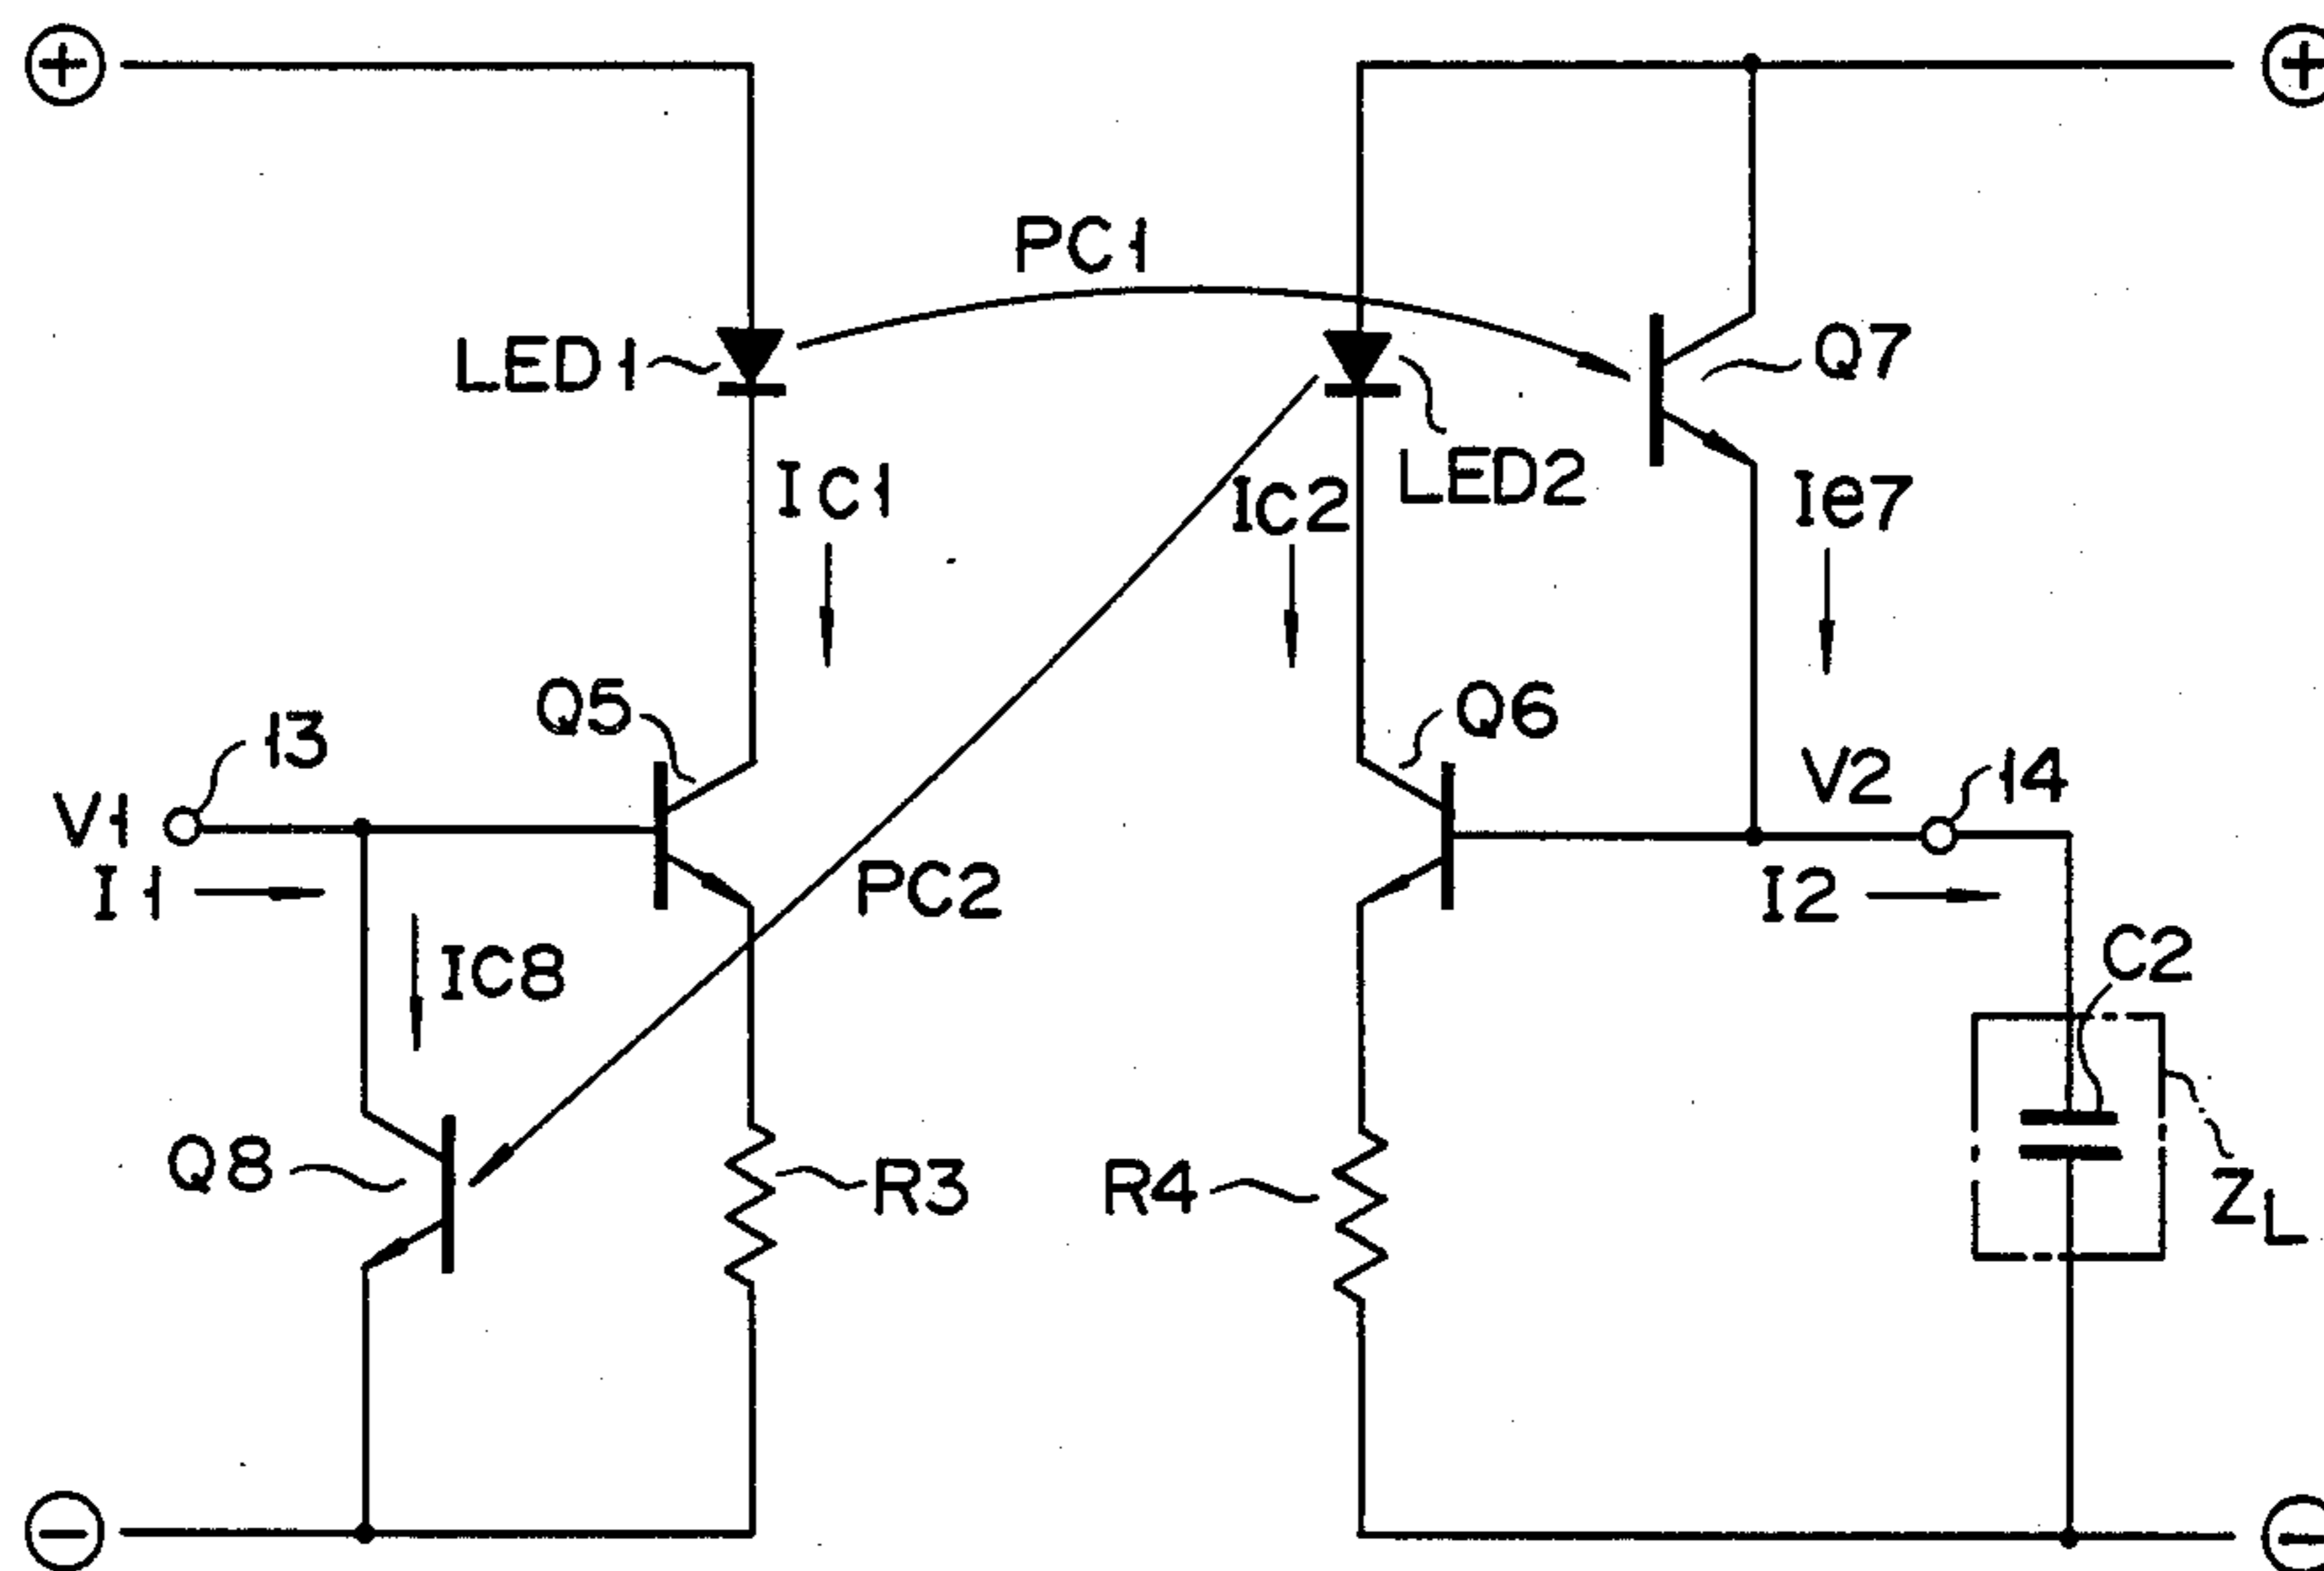 +
+
PC1
LED1
Q7
LED2
IC1
IC2
Ie7
Q5
Q6
13
V1
V2
14
I1
PC2
I2
IC8
C2
Q8
R3
R4
ZL
−
−